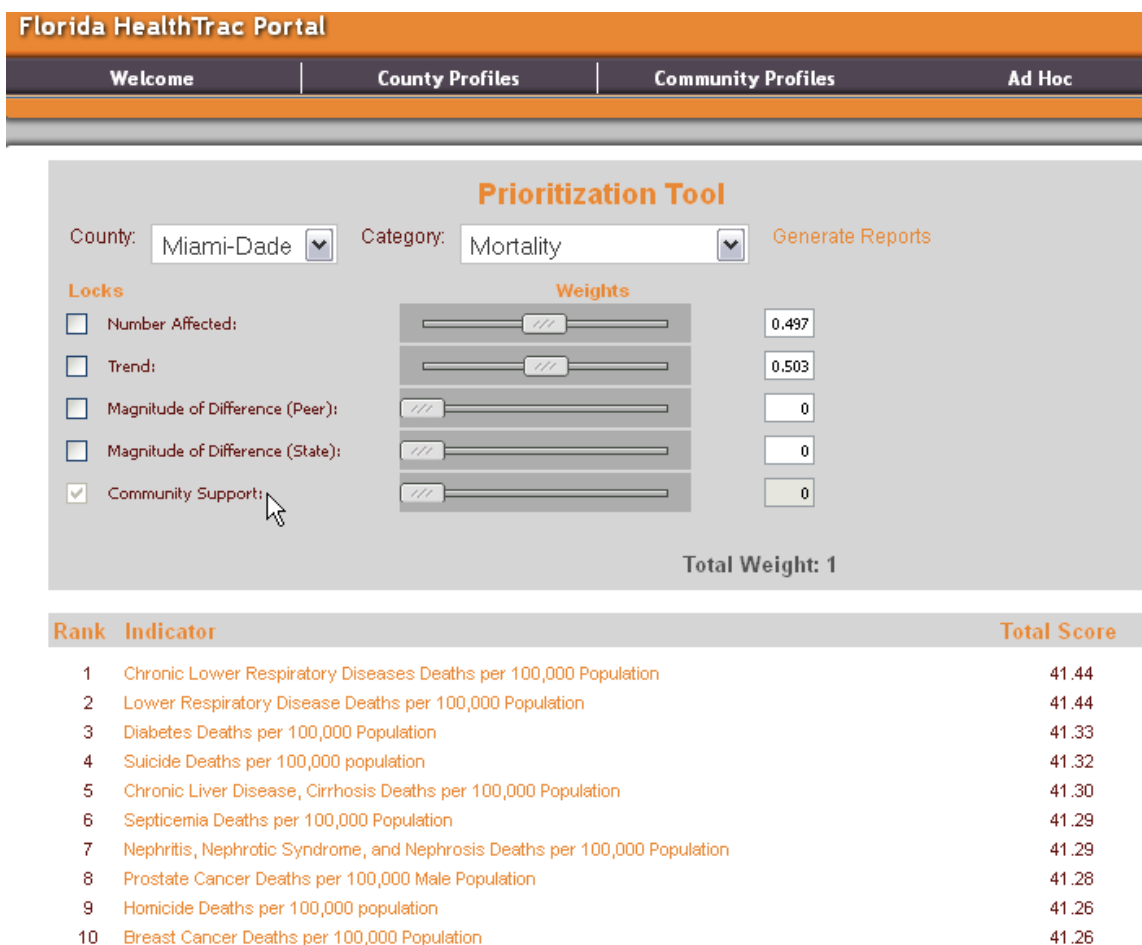 Florida HealthTrac Portal
Welcome County Profiles Community Profiles Ad Hoc
Prioritization Tool
County: Miami-Dade Category: Mortality Generate Reports
Locks Weights
Number Affected: 0.497
Trend: 0.503
Magnitude of Difference (Peer): 0
Magnitude of Difference (State): 0
Community Support: 0
Total Weight: 1
Rank Indicator Total Score
1 Chronic Lower Respiratory Diseases Deaths per 100,000 Population 41.44
2 Lower Respiratory Disease Deaths per 100,000 Population 41.44
3 Diabetes Deaths per 100,000 Population 41.33
4 Suicide Deaths per 100,000 population 41.32
5 Chronic Liver Disease, Cirrhosis Deaths per 100,000 Population 41.30
6 Septicemia Deaths per 100,000 Population 41.29
7 Nephritis, Nephrotic Syndrome, and Nephrosis Deaths per 100,000 Population 41.29
8 Prostate Cancer Deaths per 100,000 Male Population 41.28
9 Homicide Deaths per 100,000 population 41.26
10 Breast Cancer Deaths per 100,000 Population 41.26